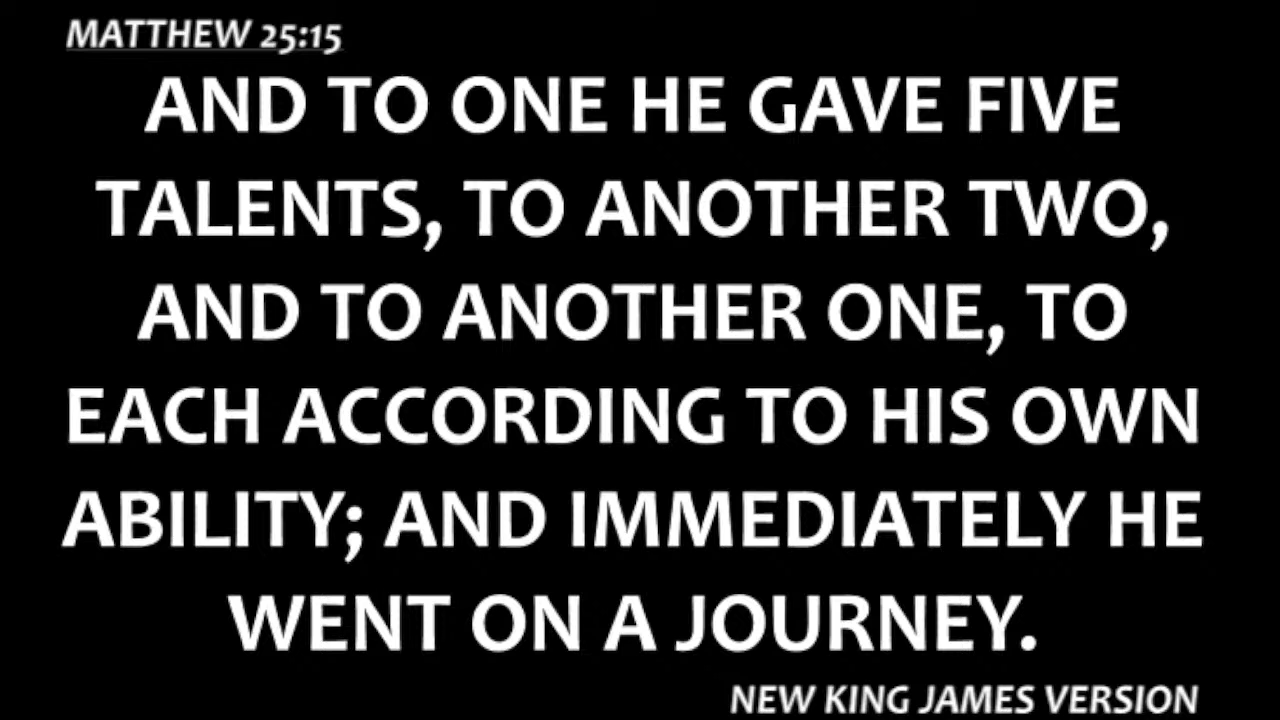 MATTHEW 25:15
AND TO ONE HE GAVE FIVE
TALENTS, TO ANOTHER TWO,
AND TO ANOTHER ONE, TO
EACH ACCORDING TO HIS OWN
ABILITY; AND IMMEDIATELY HE
WENT ON A JOURNEY.
NEW KING JAMES VERSION